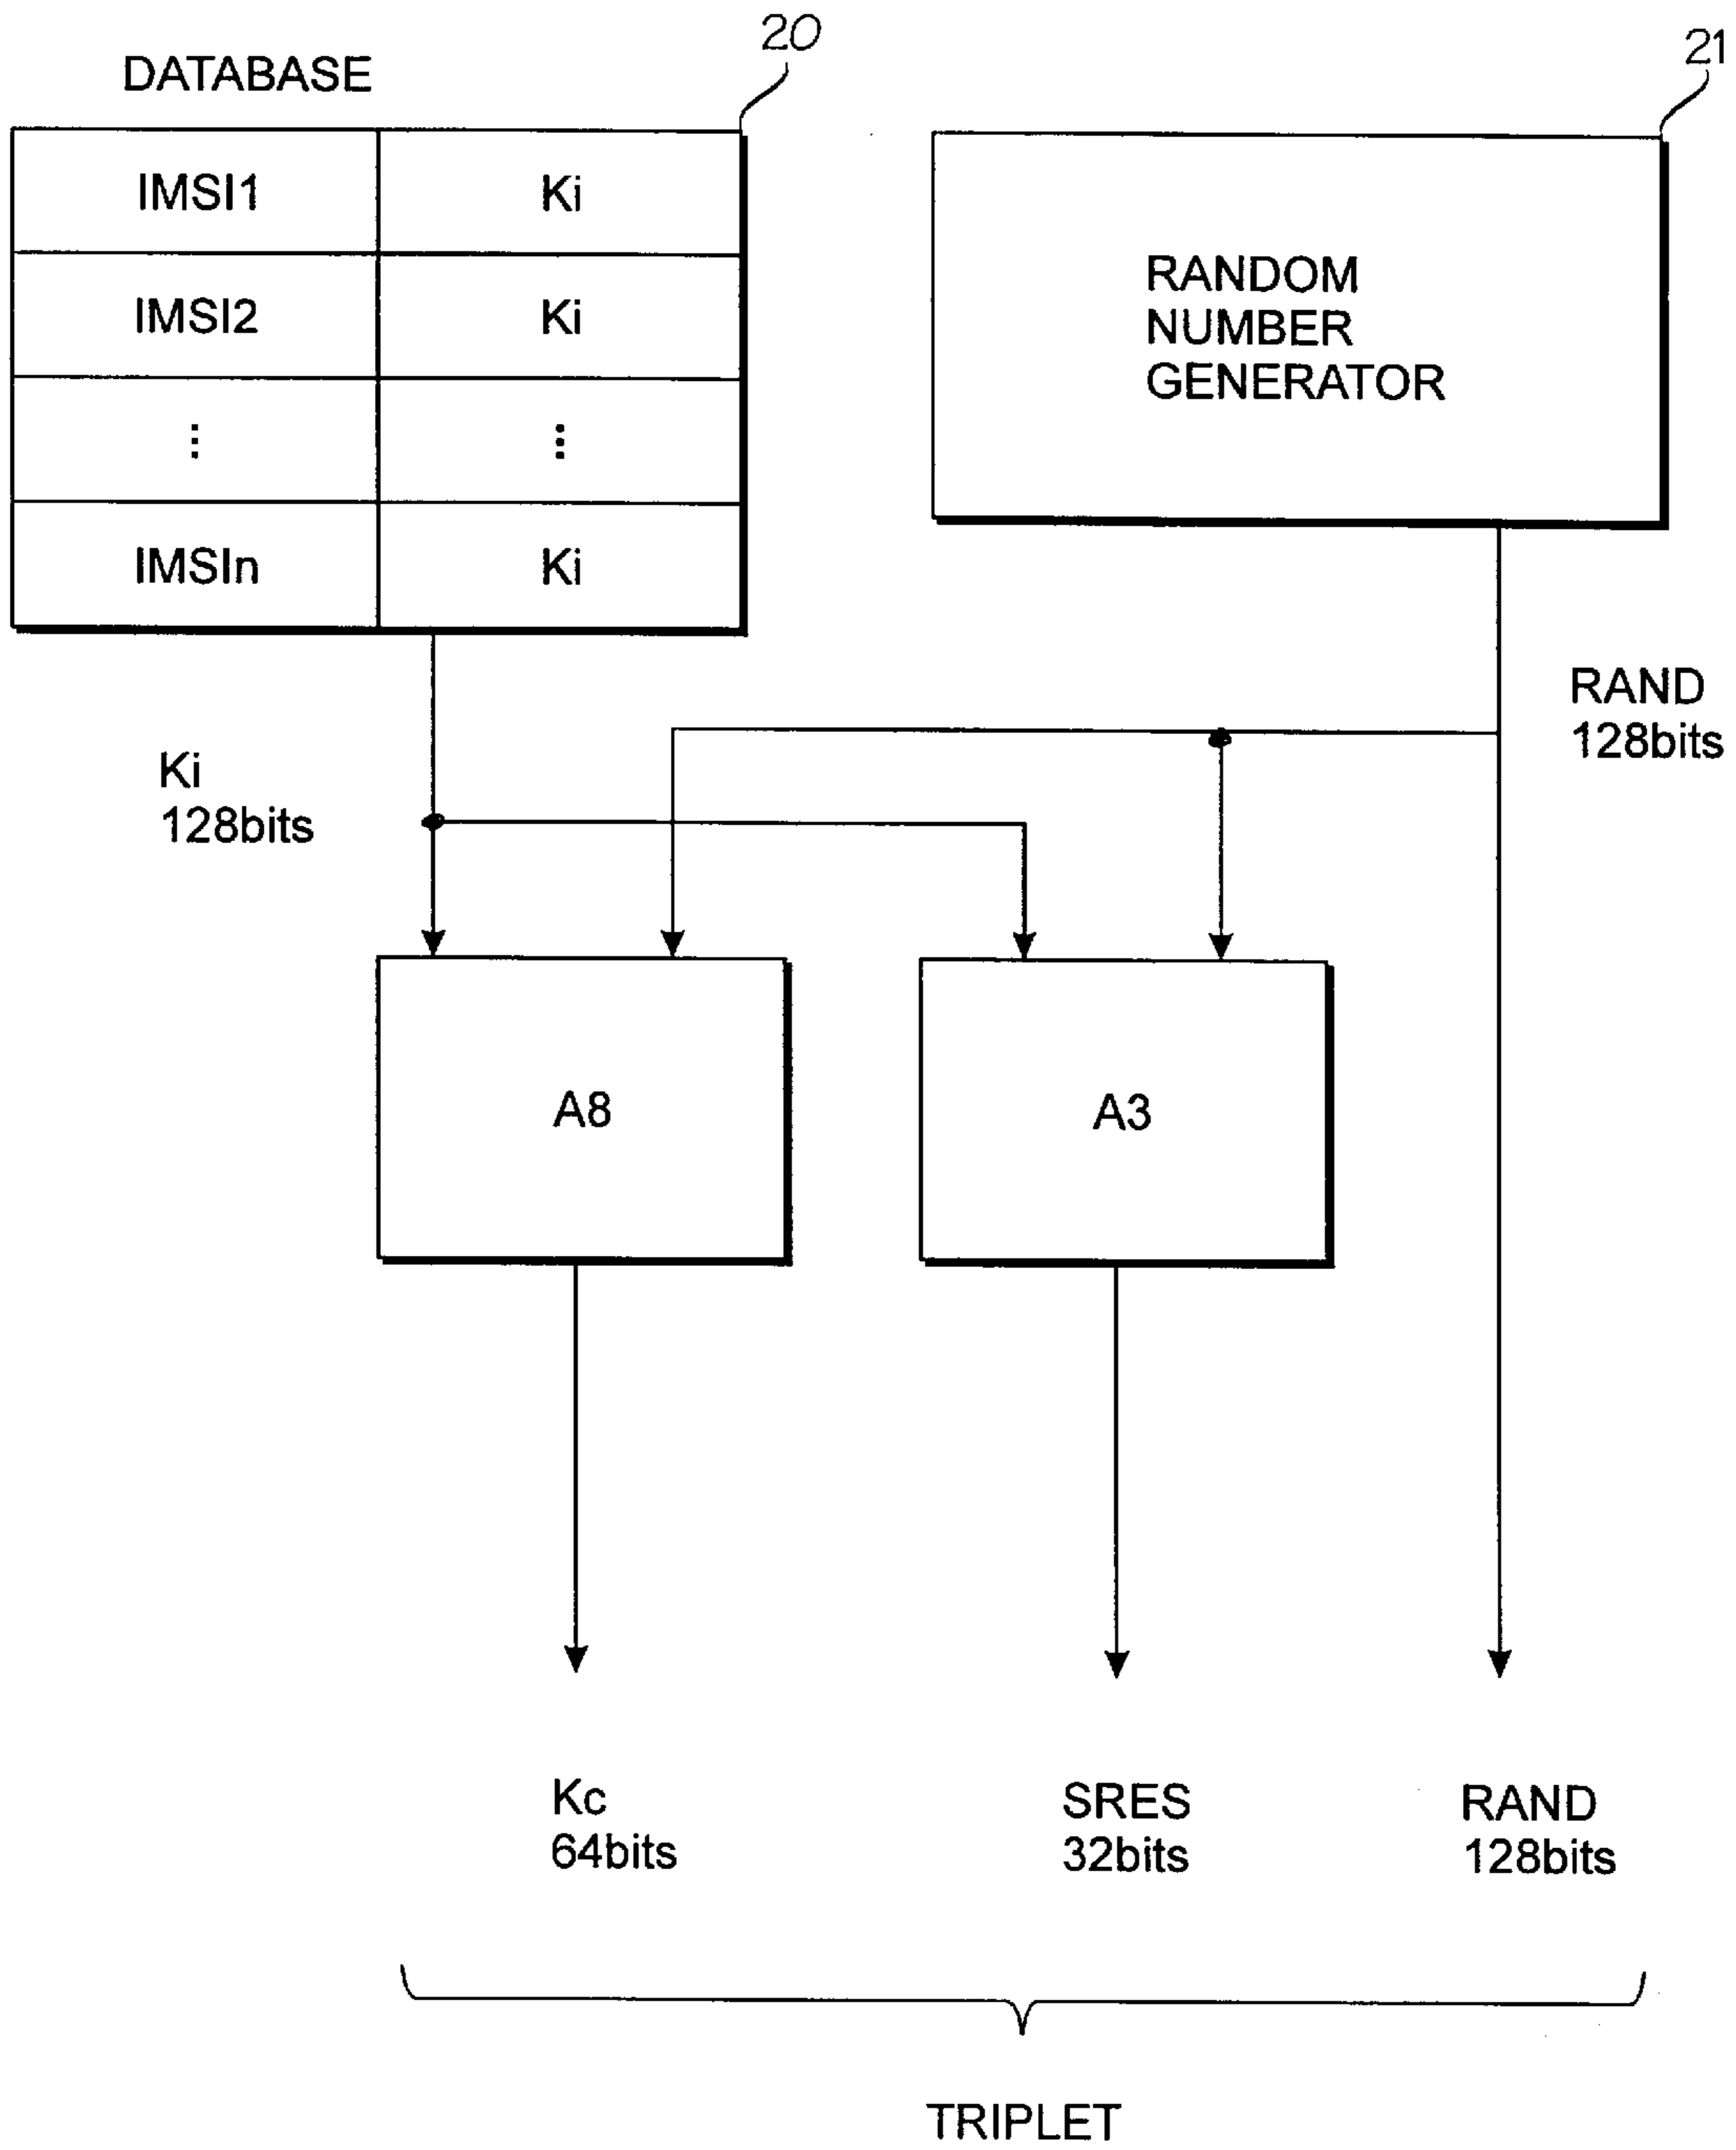 20
21
DATABASE
IMSI1 Ki
IMSI2 Ki
⋮ ⋮
IMSIn Ki
RANDOM
NUMBER
GENERATOR
RAND
128bits
Ki
128bits
A8
A3
Kc
64bits
SRES
32bits
RAND
128bits
TRIPLET